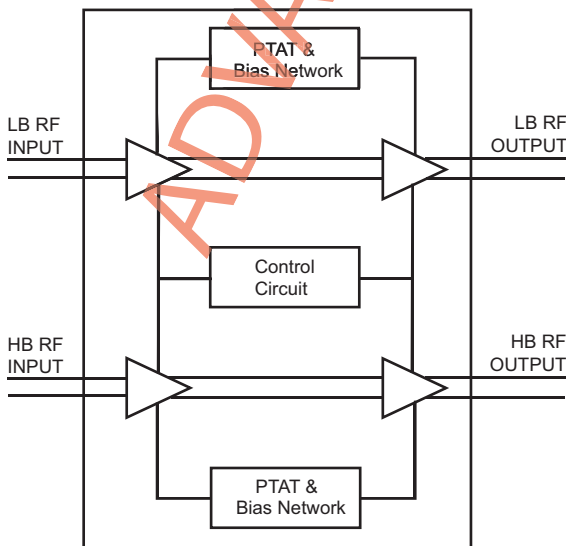 PTAT &
Bias Network
LB RF
INPUT
LB RF
OUTPUT
Control
Circuit
HB RF
INPUT
HB RF
OUTPUT
PTAT &
Bias Network
ADVA